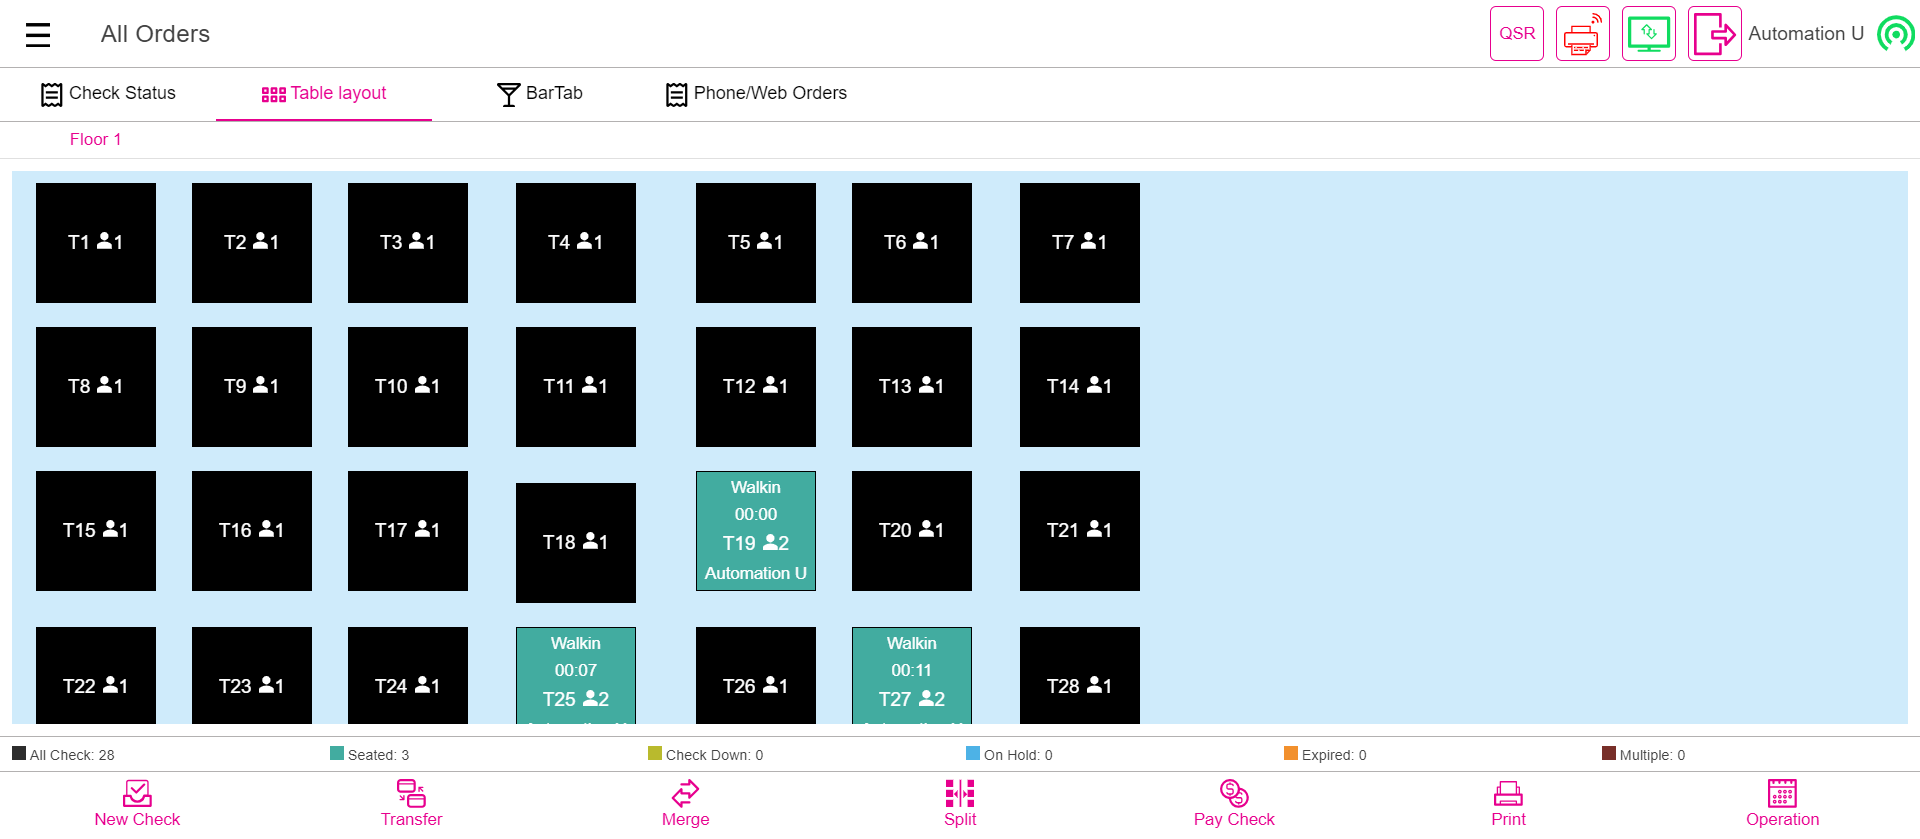 All Orders
QSR
Automation U
Check Status
Table layout
BarTab
Phone/Web Orders
Floor 1
T1 1
T2 1
T3 1
T4 1
T5 1
T6 1
T7 1
T8 1
T9 1
T10 1
T11 1
T12 1
T13 1
T14 1
T15 1
T16 1
T17 1
T18 1
Walkin
00:00
T19 2
Automation U
T20 1
T21 1
T22 1
T23 1
T24 1
Walkin
00:07
T25 2
T26 1
Walkin
00:11
T27 2
T28 1
All Check: 28
Seated: 3
Check Down: 0
On Hold: 0
Expired: 0
Multiple: 0
New Check
Transfer
Merge
Split
Pay Check
Print
Operation